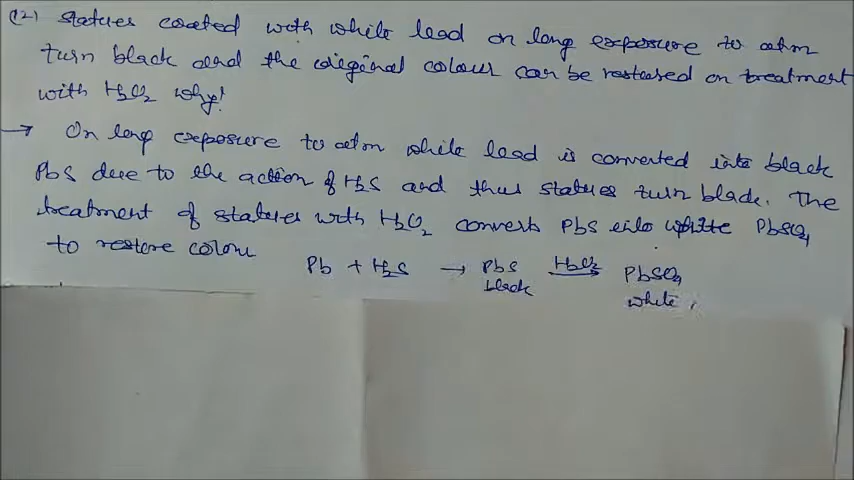 (12) Statues coated with white lead on long exposure to atm
turn black and the original colour can be restored on treatment
with H2O2 why!
→ On long exposure to atm white lead is converted into black
PbS due to the action of H2S and thus statues turn black. The
treatment of statues with H2O2 convert PbS into white PbSO4
to restore colour
Pb + H2S → PbS H2O2 PbSO4
black white,